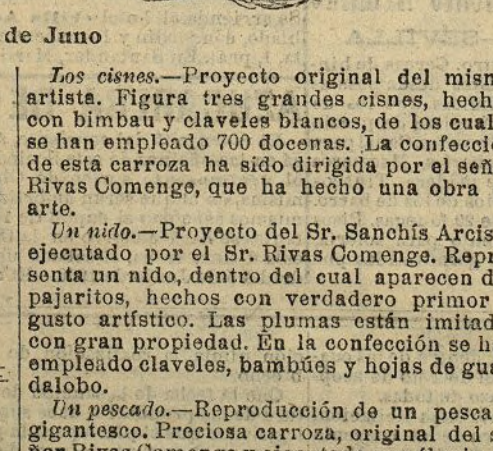 de Juno
Los cisnes.—Proyecto original del mism
artista. Figura tres grandes cisnes, hech
con bimbau y claveles blancos, de los cual
se han empleado 700 docenas. La confecci
de esta carroza ha sido dirigida por el señ
Rivas Comenge, que ha hecho una obra
arte.
Un nido.—Proyecto del Sr. Sanchís Arcis
ejecutado por el Sr. Rivas Comenge. Repr
senta un nido, dentro del cual aparecen d
pajaritos, hechos con verdadero primor
gusto artístico. Las plumas están imitad
con gran propiedad. En la confección se h
empleado claveles, bambúes y hojas de gua
dalobo.
Un pescado.—Reproducción de un pesca
gigantesco. Preciosa carroza, original del s
Rivas Comenge y